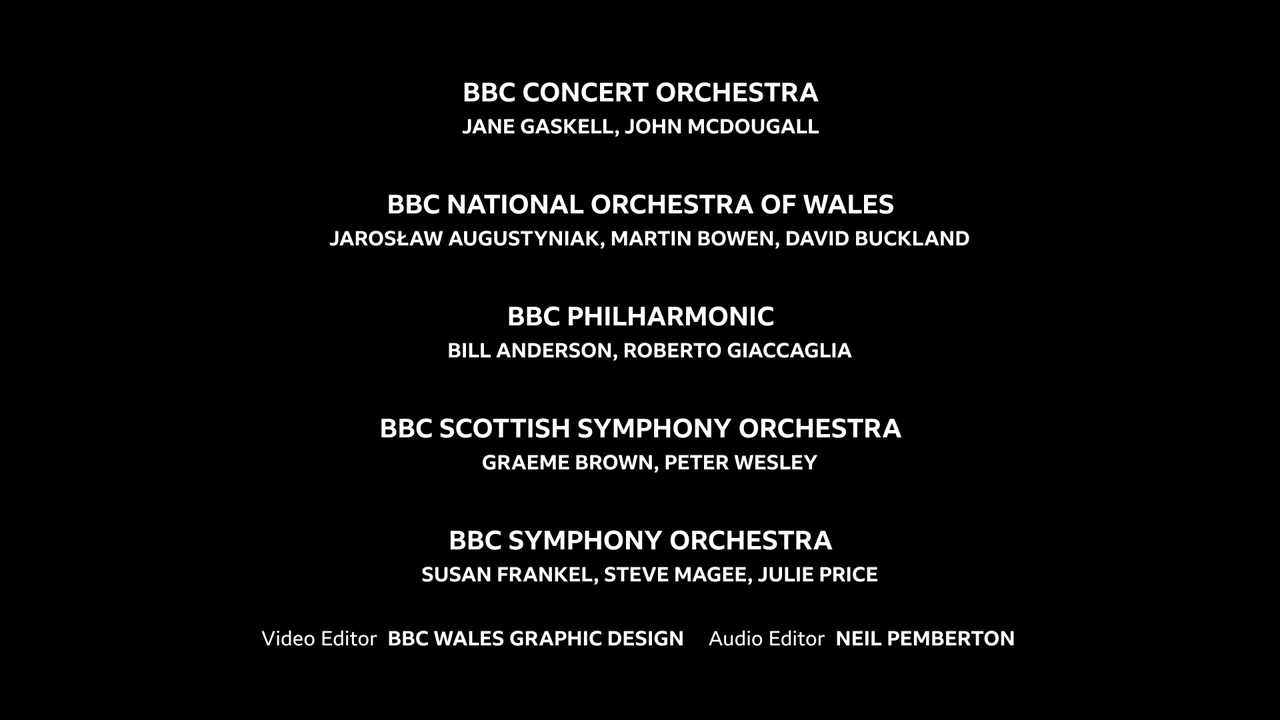 BBC CONCERT ORCHESTRA
JANE GASKELL, JOHN MCDOUGALL
BBC NATIONAL ORCHESTRA OF WALES
JAROSŁAW AUGUSTYNIAK, MARTIN BOWEN, DAVID BUCKLAND
BBC PHILHARMONIC
BILL ANDERSON, ROBERTO GIACCAGLIA
BBC SCOTTISH SYMPHONY ORCHESTRA
GRAEME BROWN, PETER WESLEY
BBC SYMPHONY ORCHESTRA
SUSAN FRANKEL, STEVE MAGEE, JULIE PRICE
Video Editor BBC WALES GRAPHIC DESIGN Audio Editor NEIL PEMBERTON